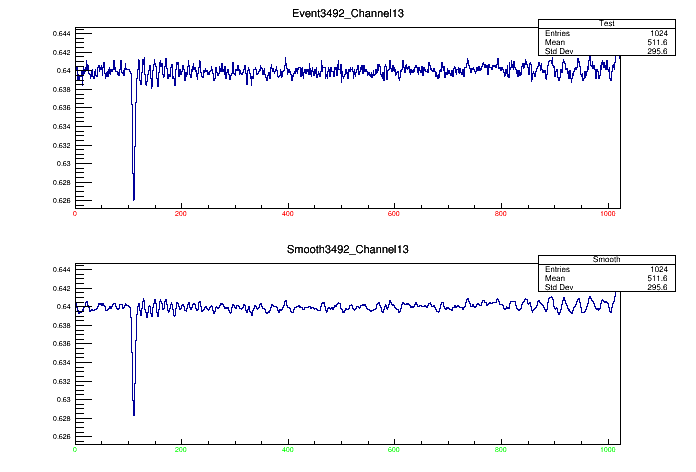 Event3492_Channel13
Test
Entries 1024
Mean 511.6
Std Dev 295.6
0.644
0.642
0.64
0.638
0.636
0.634
0.632
0.63
0.628
0.626
0 200 400 600 800 1000
Smooth3492_Channel13
Smooth
Entries 1024
Mean 511.6
Std Dev 295.6
0.644
0.642
0.64
0.638
0.636
0.634
0.632
0.63
0.628
0.626
0 200 400 600 800 1000